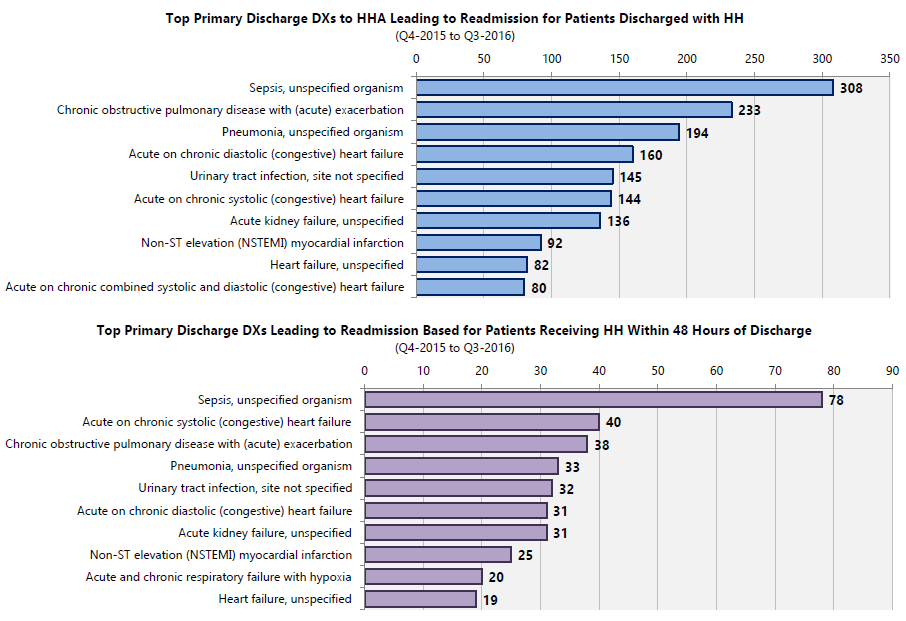 Top Primary Discharge DXs to HHA Leading to Readmission for Patients Discharged with HH
(Q4-2015 to Q3-2016)
0 50 100 150 200 250 300 350
Sepsis, unspecified organism 308
Chronic obstructive pulmonary disease with (acute) exacerbation 233
Pneumonia, unspecified organism 194
Acute on chronic diastolic (congestive) heart failure 160
Urinary tract infection, site not specified 145
Acute on chronic systolic (congestive) heart failure 144
Acute kidney failure, unspecified 136
Non-ST elevation (NSTEMI) myocardial infarction 92
Heart failure, unspecified 82
Acute on chronic combined systolic and diastolic (congestive) heart failure 80
Top Primary Discharge DXs Leading to Readmission Based for Patients Receiving HH Within 48 Hours of Discharge
(Q4-2015 to Q3-2016)
0 10 20 30 40 50 60 70 80 90
Sepsis, unspecified organism 78
Acute on chronic systolic (congestive) heart failure 40
Chronic obstructive pulmonary disease with (acute) exacerbation 38
Pneumonia, unspecified organism 33
Urinary tract infection, site not specified 32
Acute on chronic diastolic (congestive) heart failure 31
Acute kidney failure, unspecified 31
Non-ST elevation (NSTEMI) myocardial infarction 25
Acute and chronic respiratory failure with hypoxia 20
Heart failure, unspecified 19